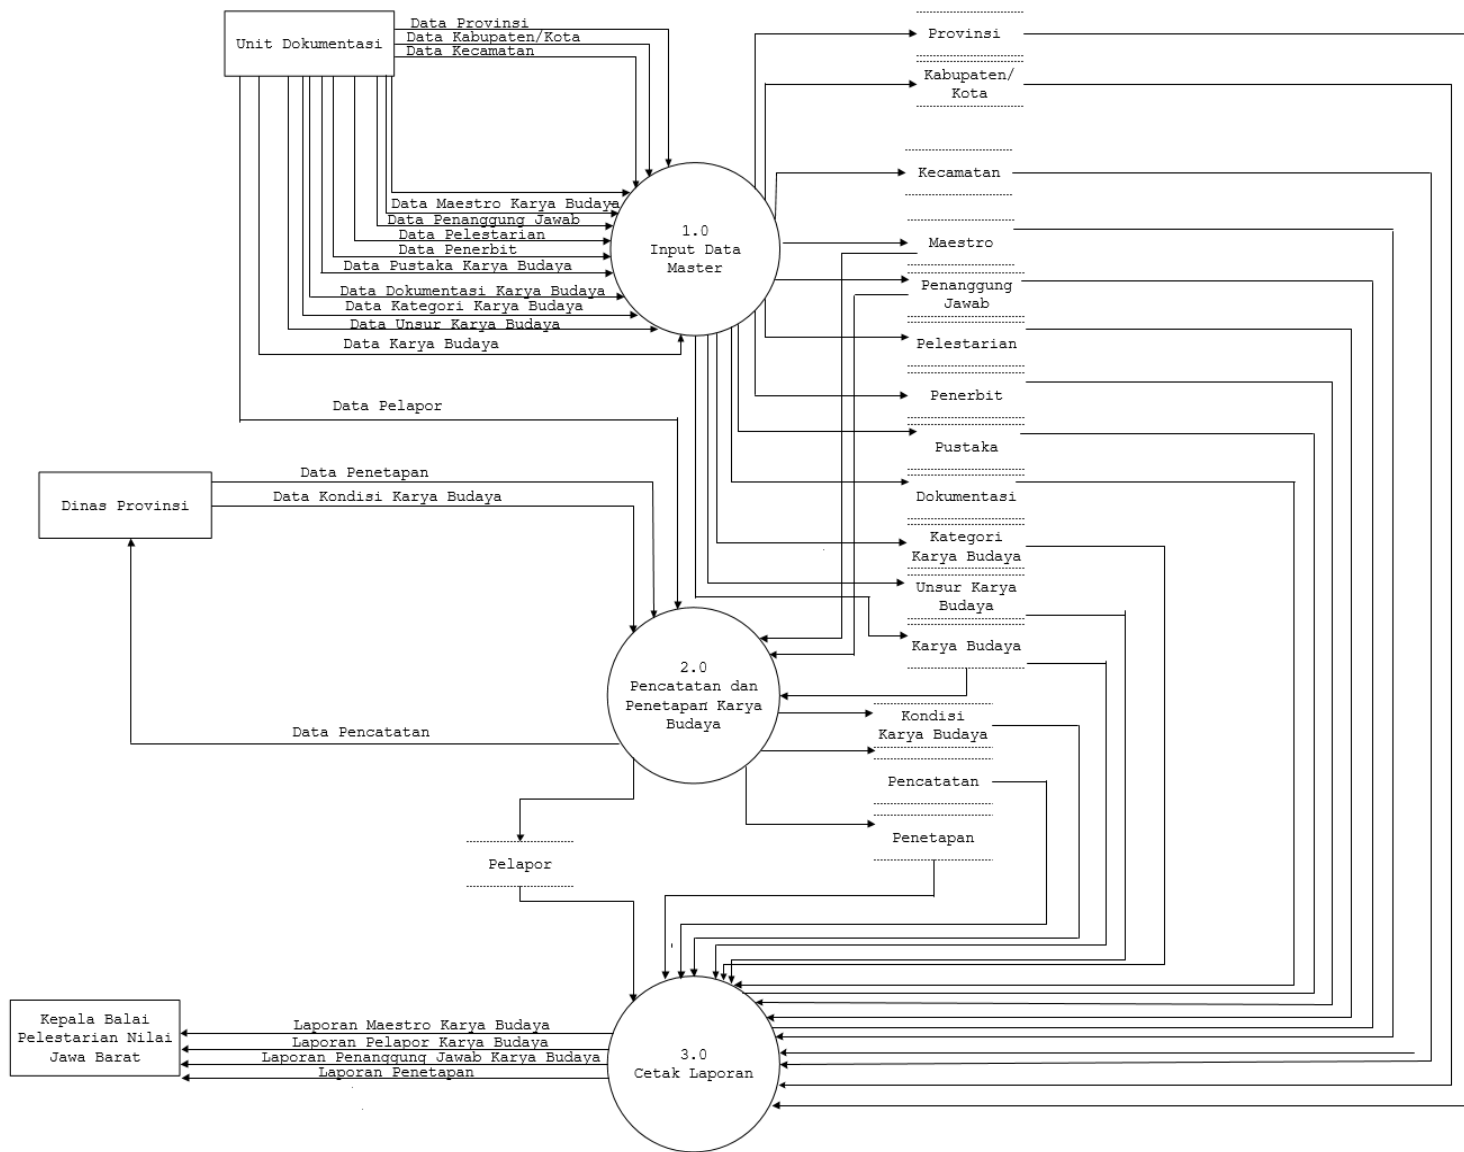 Unit Dokumentasi
Data Provinsi
Data Kabupaten/Kota
Data Kecamatan
Provinsi
Kabupaten/
Kota
Kecamatan
Data Maestro Karya Budaya
Data Penanggung Jawab
Data Pelestarian
Data Penerbit
Data Pustaka Karya Budaya
Data Dokumentasi Karya Budaya
Data Kategori Karya Budaya
Data Unsur Karya Budaya
Data Karya Budaya
1.0
Input Data
Master
Maestro
Penanggung
Jawab
Pelestarian
Penerbit
Pustaka
Dokumentasi
Kategori
Karya Budaya
Unsur Karya
Budaya
Karya Budaya
Data Pelapor
Data Penetapan
Data Kondisi Karya Budaya
Dinas Provinsi
2.0
Pencatatan dan
Penetapan Karya
Budaya
Data Pencatatan
Kondisi
Karya Budaya
Pencatatan
Penetapan
Pelapor
Kepala Balai
Pelestarian Nilai
Jawa Barat
Laporan Maestro Karya Budaya
Laporan Pelapor Karya Budaya
Laporan Penanggung Jawab Karya Budaya
Laporan Penetapan
3.0
Cetak Laporan